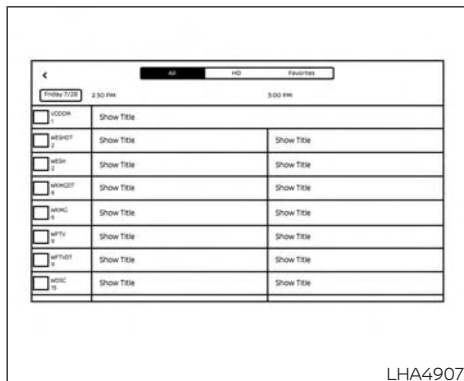 All HD Favorites
Friday 7/28 2:30 PM 3:00 PM
VODDM Show Title
1
WESHDT Show Title Show Title
2
WESH Show Title Show Title
2
WKMGDT Show Title Show Title
6
WKMG Show Title Show Title
6
WFTV Show Title Show Title
9
WFTVDT Show Title Show Title
9
WDSC Show Title Show Title
15
LHA4907